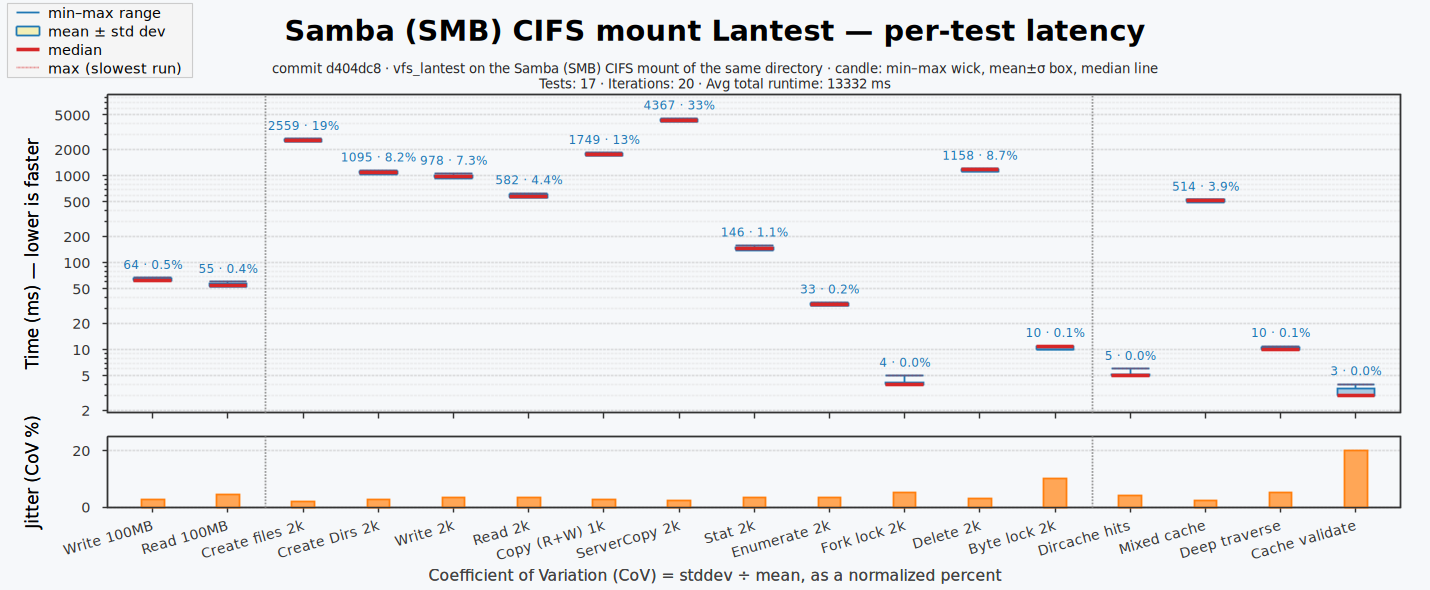 min–max range
mean ± std dev
median
max (slowest run)
Samba (SMB) CIFS mount Lantest — per-test latency
commit d404dc8 · vfs_lantest on the Samba (SMB) CIFS mount of the same directory · candle: min–max wick, mean±σ box, median line
Tests: 17 · Iterations: 20 · Avg total runtime: 13332 ms
Time (ms) — lower is faster
5000
2000
1000
500
200
100
50
20
10
5
2
64 · 0.5%
55 · 0.4%
2559 · 19%
1095 · 8.2%
978 · 7.3%
582 · 4.4%
1749 · 13%
4367 · 33%
146 · 1.1%
33 · 0.2%
4 · 0.0%
1158 · 8.7%
10 · 0.1%
5 · 0.0%
514 · 3.9%
10 · 0.1%
3 · 0.0%
Jitter (CoV %)
20
0
Write 100MB
Read 100MB
Create files 2k
Create Dirs 2k
Write 2k
Read 2k
Copy (R+W) 1k
ServerCopy 2k
Stat 2k
Enumerate 2k
Fork lock 2k
Delete 2k
Byte lock 2k
Dircache hits
Mixed cache
Deep traverse
Cache validate
Coefficient of Variation (CoV) = stddev ÷ mean, as a normalized percent